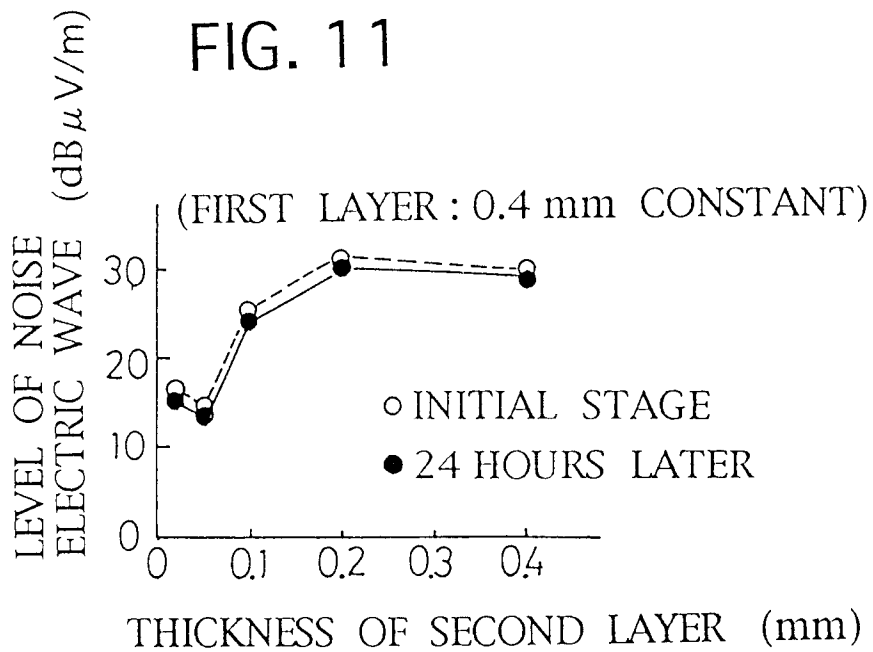 FIG. 11
(FIRST LAYER : 0.4 mm CONSTANT)
LEVEL OF NOISE
ELECTRIC WAVE (dB μ V/m)
30
20
10
0
○ INITIAL STAGE
● 24 HOURS LATER
0 0.1 0.2 0.3 0.4
THICKNESS OF SECOND LAYER (mm)